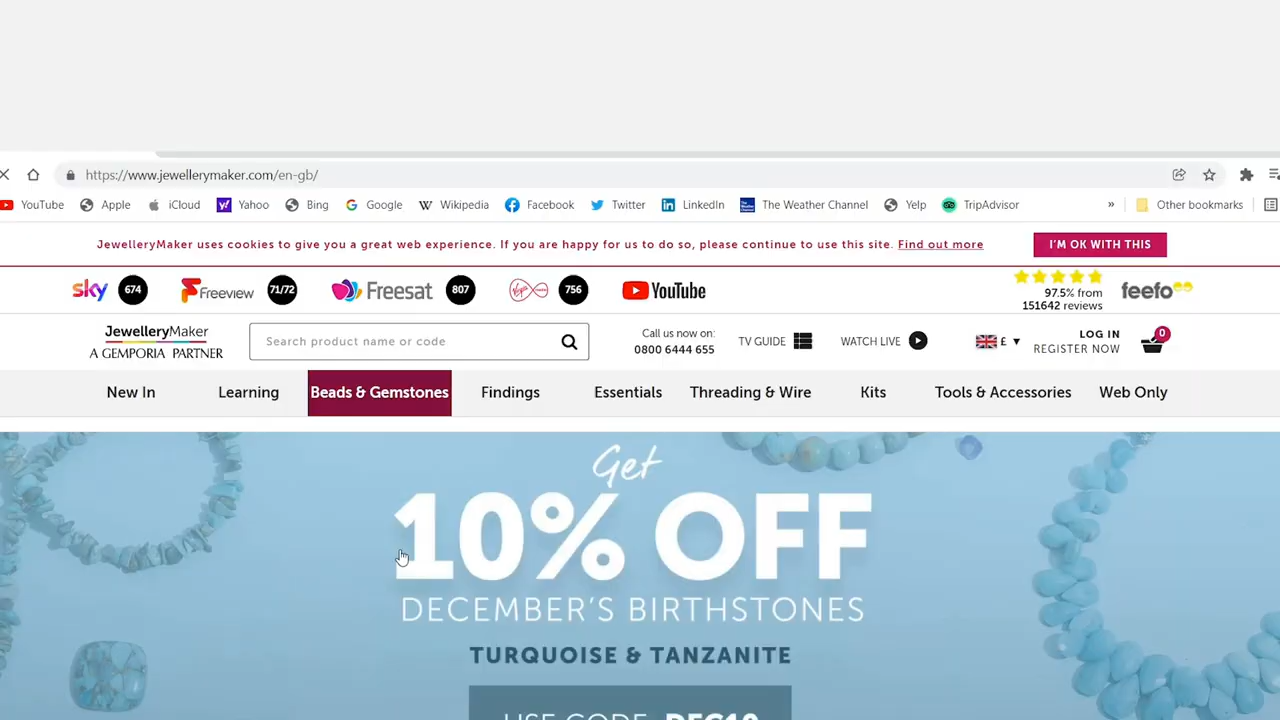 https://www.jewellerymaker.com/en-gb/
YouTube Apple iCloud Yahoo Bing Google Wikipedia Facebook Twitter LinkedIn The Weather Channel Yelp TripAdvisor » Other bookmarks
JewelleryMaker uses cookies to give you a great web experience. If you are happy for us to do so, please continue to use this site. Find out more
I'M OK WITH THIS
sky 674 Freeview 71/72 Freesat 807 Virgin media 756 YouTube
97.5% from
151642 reviews
feefo
JewelleryMaker
A GEMPORIA PARTNER
Search product name or code
Call us now on:
0800 6444 655
TV GUIDE
WATCH LIVE
£
LOG IN
REGISTER NOW
0
New In Learning Beads & Gemstones Findings Essentials Threading & Wire Kits Tools & Accessories Web Only
Get
10% OFF
DECEMBER'S BIRTHSTONES
TURQUOISE & TANZANITE
USE CODE DEC10